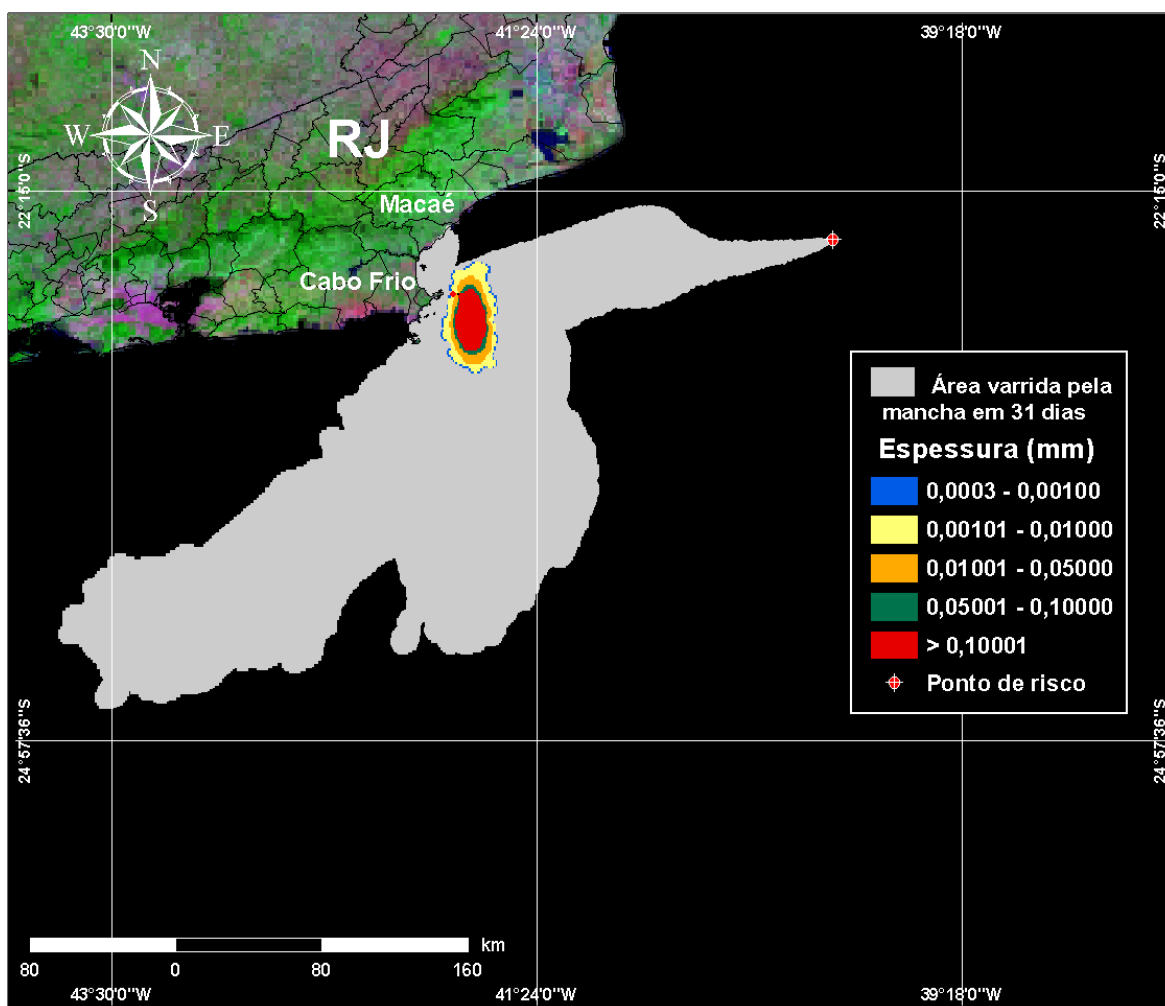 43°30'0"W 41°24'0"W 39°18'0"W
N
W E
S
RJ
Macaé
Cabo Frio
22°15'0"S
22°15'0"S
Área varrida pela
mancha em 31 dias
Espessura (mm)
0,0003 - 0,00100
0,00101 - 0,01000
0,01001 - 0,05000
0,05001 - 0,10000
> 0,10001
Ponto de risco
24°57'36"S
24°57'36"S
km
80 0 80 160
43°30'0"W 41°24'0"W 39°18'0"W